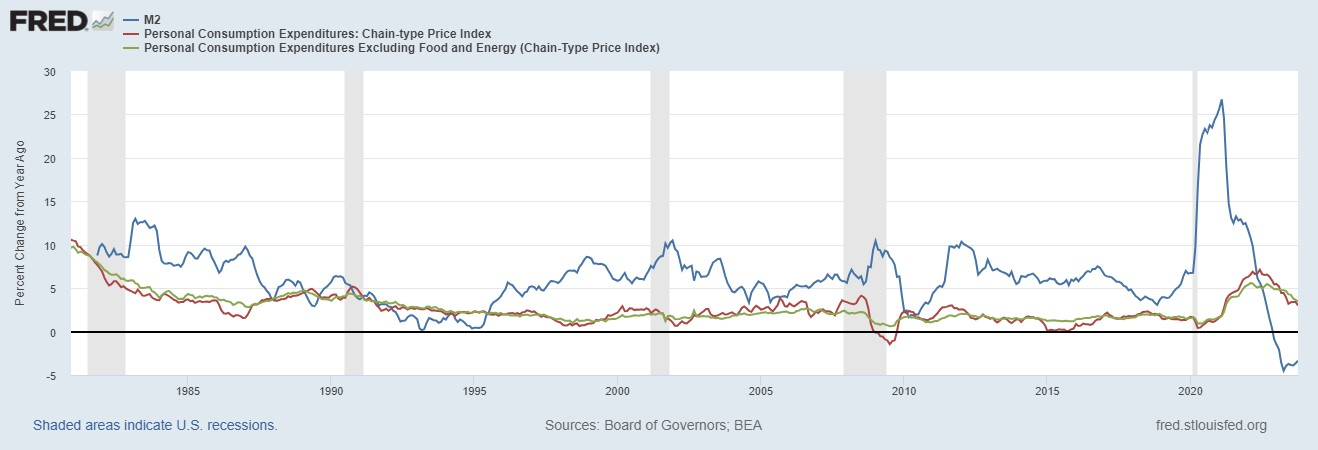 FRED
M2
Personal Consumption Expenditures: Chain-type Price Index
Personal Consumption Expenditures Excluding Food and Energy (Chain-Type Price Index)
Percent Change from Year Ago
30
25
20
15
10
5
0
-5
1985 1990 1995 2000 2005 2010 2015 2020
Shaded areas indicate U.S. recessions. Sources: Board of Governors; BEA fred.stlouisfed.org